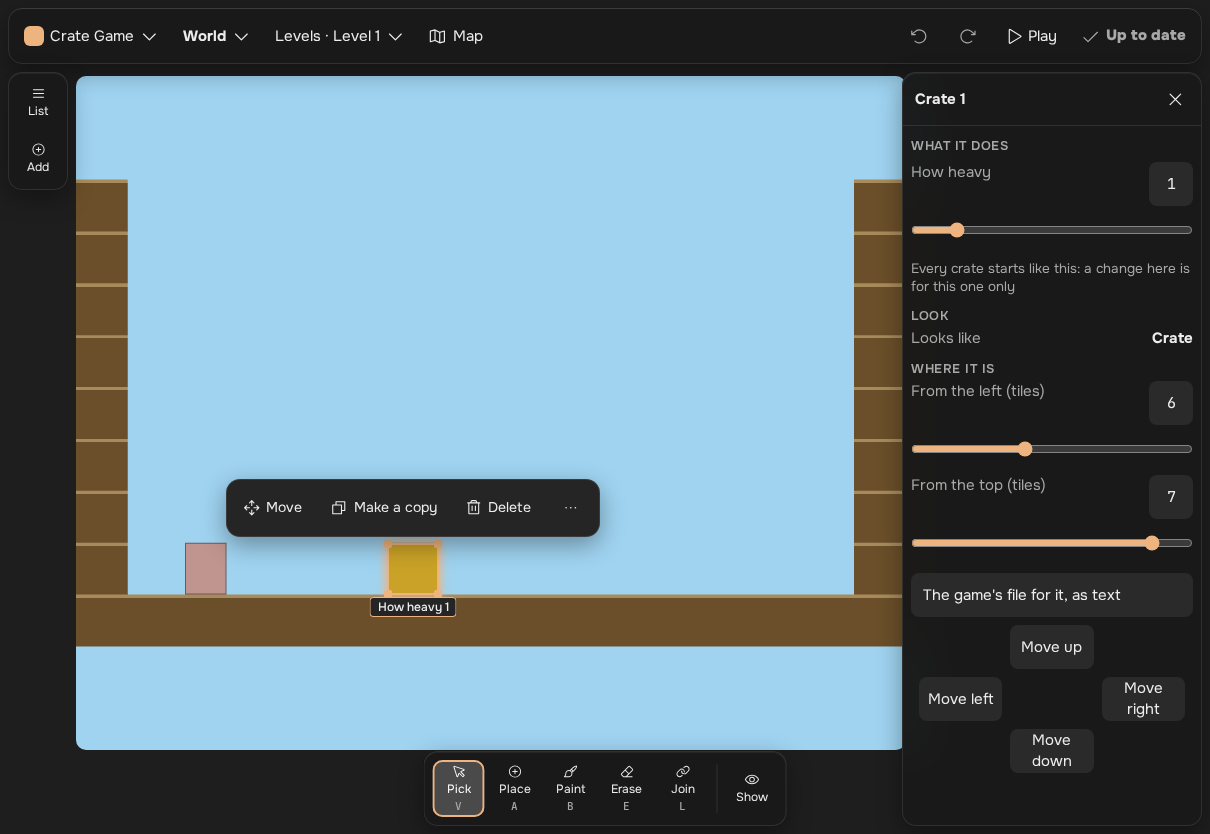 Crate Game
World
Levels · Level 1
Map
Play
Up to date
List
Add
Crate 1
WHAT IT DOES
How heavy
1
Every crate starts like this: a change here is
for this one only
LOOK
Looks like
Crate
WHERE IT IS
From the left (tiles)
6
From the top (tiles)
7
The game's file for it, as text
Move up
Move left
Move
right
Move
down
Move
Make a copy
Delete
...
How heavy 1
Pick
V
Place
A
Paint
B
Erase
E
Join
L
Show